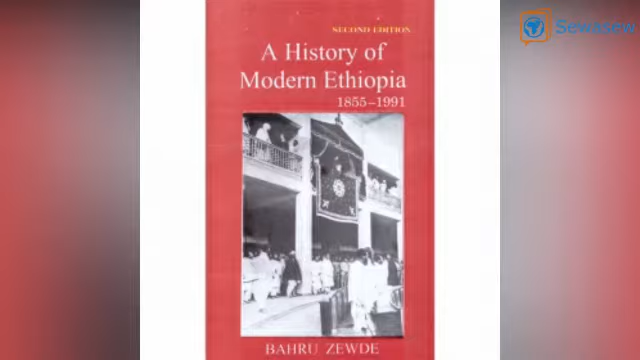 Sewasew
SECOND EDITION
A History of
Modern Ethiopia
1855–1991
BAHRU ZEWDE